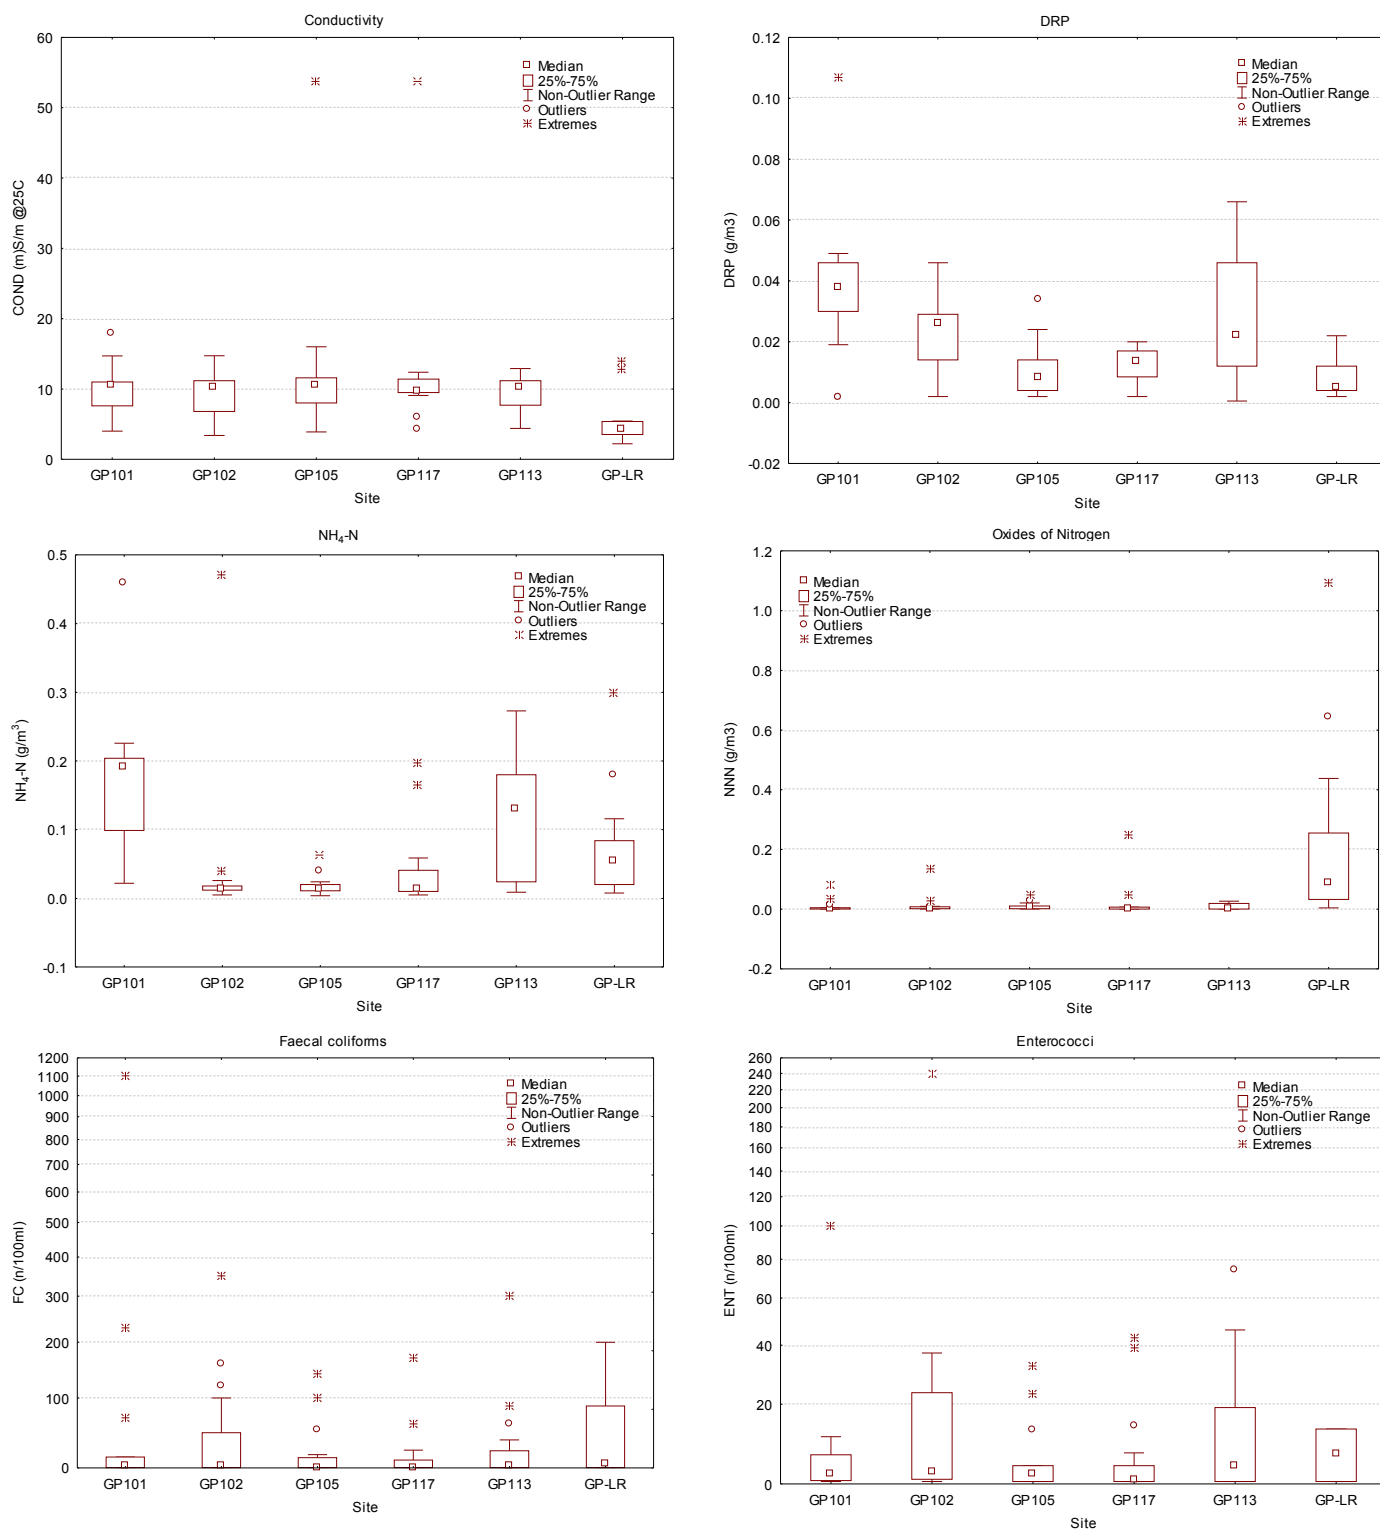 Conductivity
60
50
40
30
20
10
0
COND (m)S/m @25C
Median
25%-75%
Non-Outlier Range
Outliers
Extremes
GP101 GP102 GP105 GP117 GP113 GP-LR
Site
DRP
0.12
0.10
0.08
0.06
0.04
0.02
0.00
-0.02
DRP (g/m3)
Median
25%-75%
Non-Outlier Range
Outliers
Extremes
GP101 GP102 GP105 GP117 GP113 GP-LR
Site
NH₄-N
0.5
0.4
0.3
0.2
0.1
0.0
-0.1
NH₄-N (g/m³)
Median
25%-75%
Non-Outlier Range
Outliers
Extremes
GP101 GP102 GP105 GP117 GP113 GP-LR
Site
Oxides of Nitrogen
1.2
1.0
0.8
0.6
0.4
0.2
0.0
-0.2
NNN (g/m3)
Median
25%-75%
Non-Outlier Range
Outliers
Extremes
GP101 GP102 GP105 GP117 GP113 GP-LR
Site
Faecal coliforms
1200
1100
1000
900
800
700
600
500
400
300
200
100
0
FC (n/100ml)
Median
25%-75%
Non-Outlier Range
Outliers
Extremes
GP101 GP102 GP105 GP117 GP113 GP-LR
Site
Enterococci
260
240
220
200
180
160
140
120
100
80
60
40
20
0
ENT (n/100ml)
Median
25%-75%
Non-Outlier Range
Outliers
Extremes
GP101 GP102 GP105 GP117 GP113 GP-LR
Site